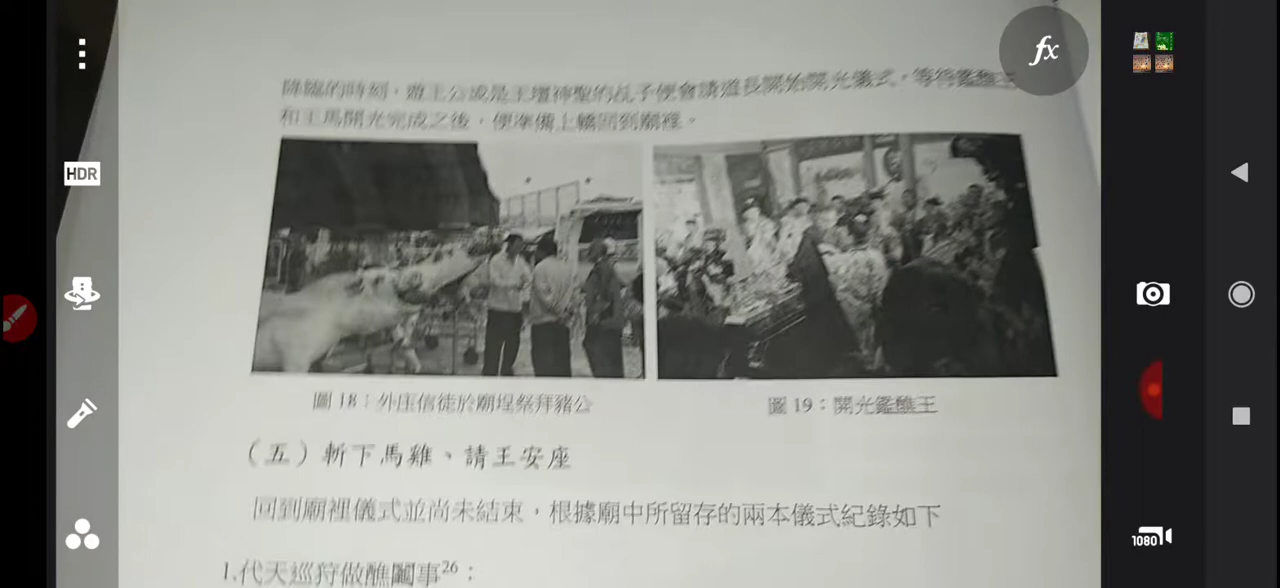 降臨的時刻，遊王公或是王壇神聖的乩子便會請道長開始開光儀式，等待鑑醮王
和王馬開光完成之後，便準備上轎回到廟裡。
圖 18：外庄信徒於廟埕祭拜豬公
圖 19：開光鑑醮王
（五）斬下馬雞、請王安座
回到廟裡儀式並尚未結束，根據廟中所留存的兩本儀式紀錄如下
1.代天巡狩做醮圖事26：
HDR
fx
1080